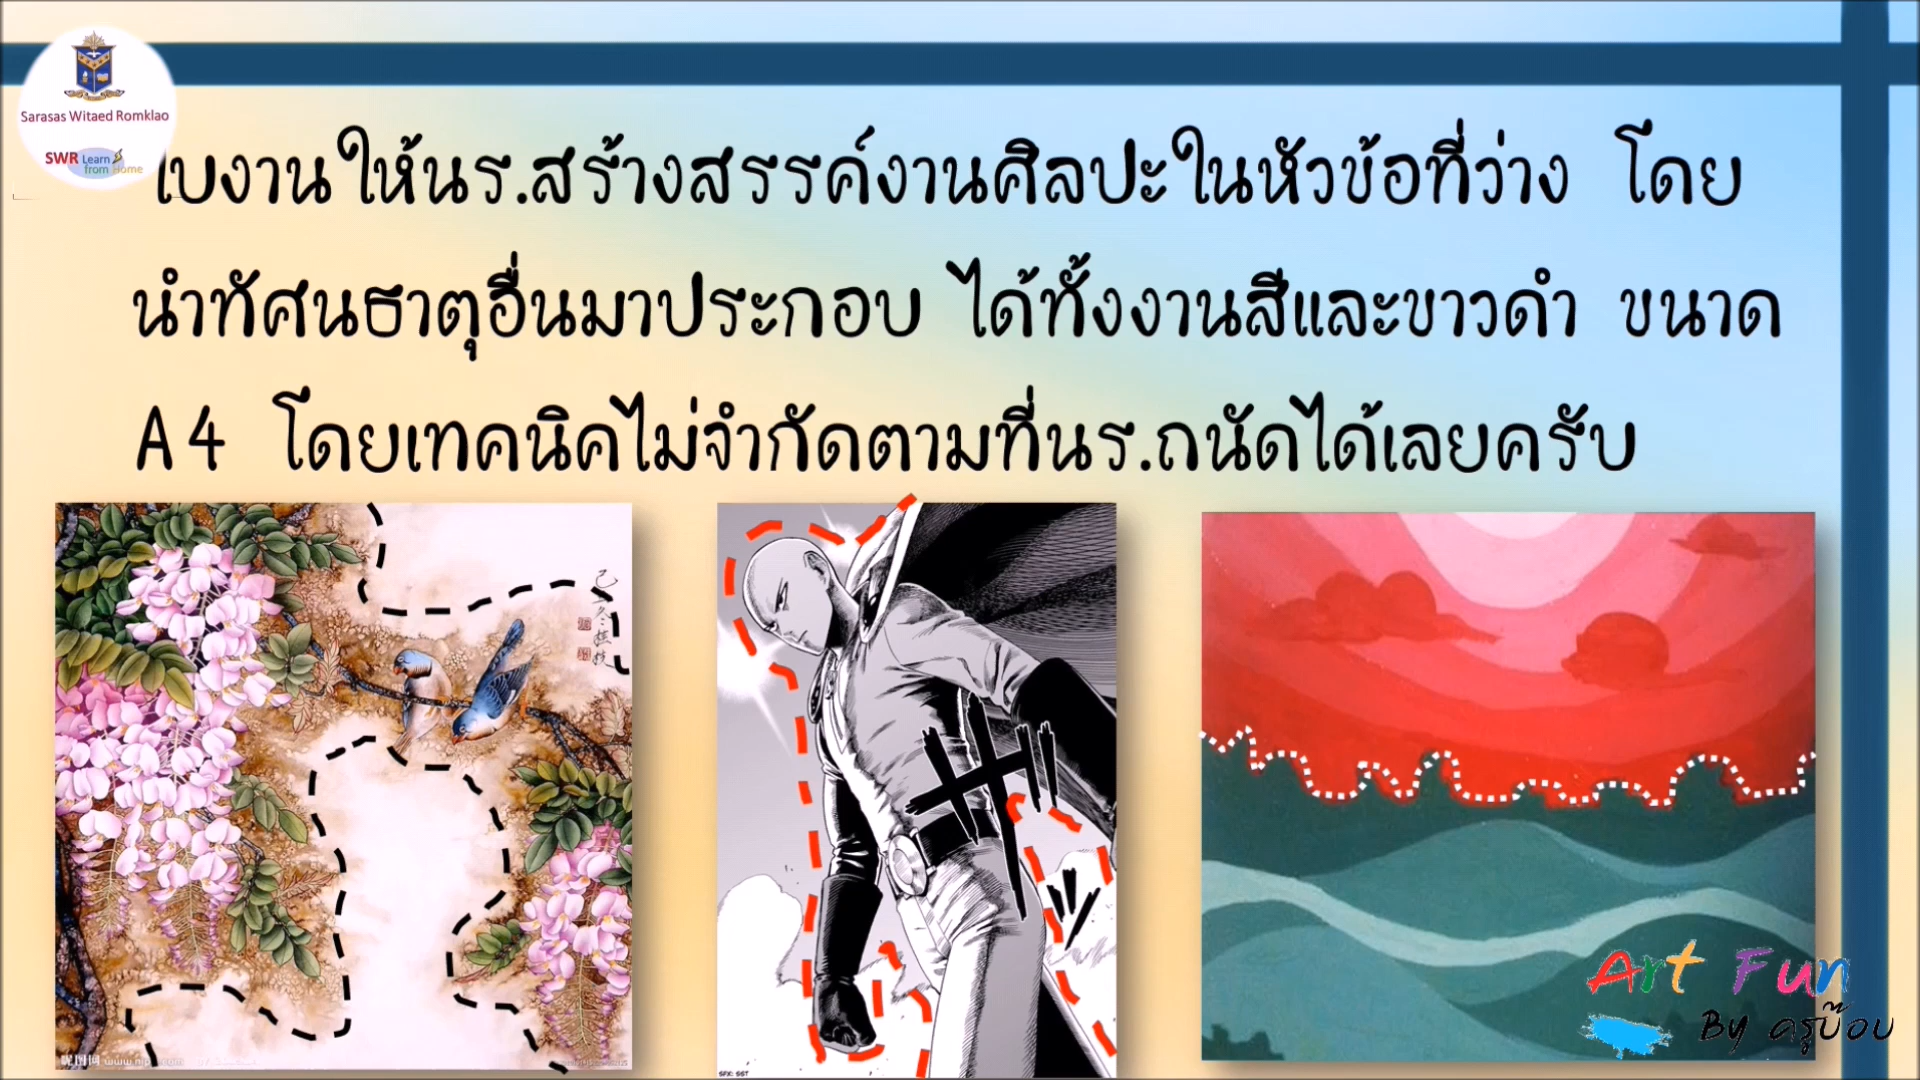 Sarasas Witaed Romklao
SWR Learn from Home
ใบงานให้นร.สร้างสรรค์งานศิลปะในหัวข้อที่ว่าง โดย
นำทัศนธาตุอื่นมาประกอบ ได้ทั้งงานสีและขาวดำ ขนาด
A4 โดยเทคนิคไม่จำกัดตามที่นร.ถนัดได้เลยครับ
SFX: SST
Art Fun
By ครูบ๊อบ